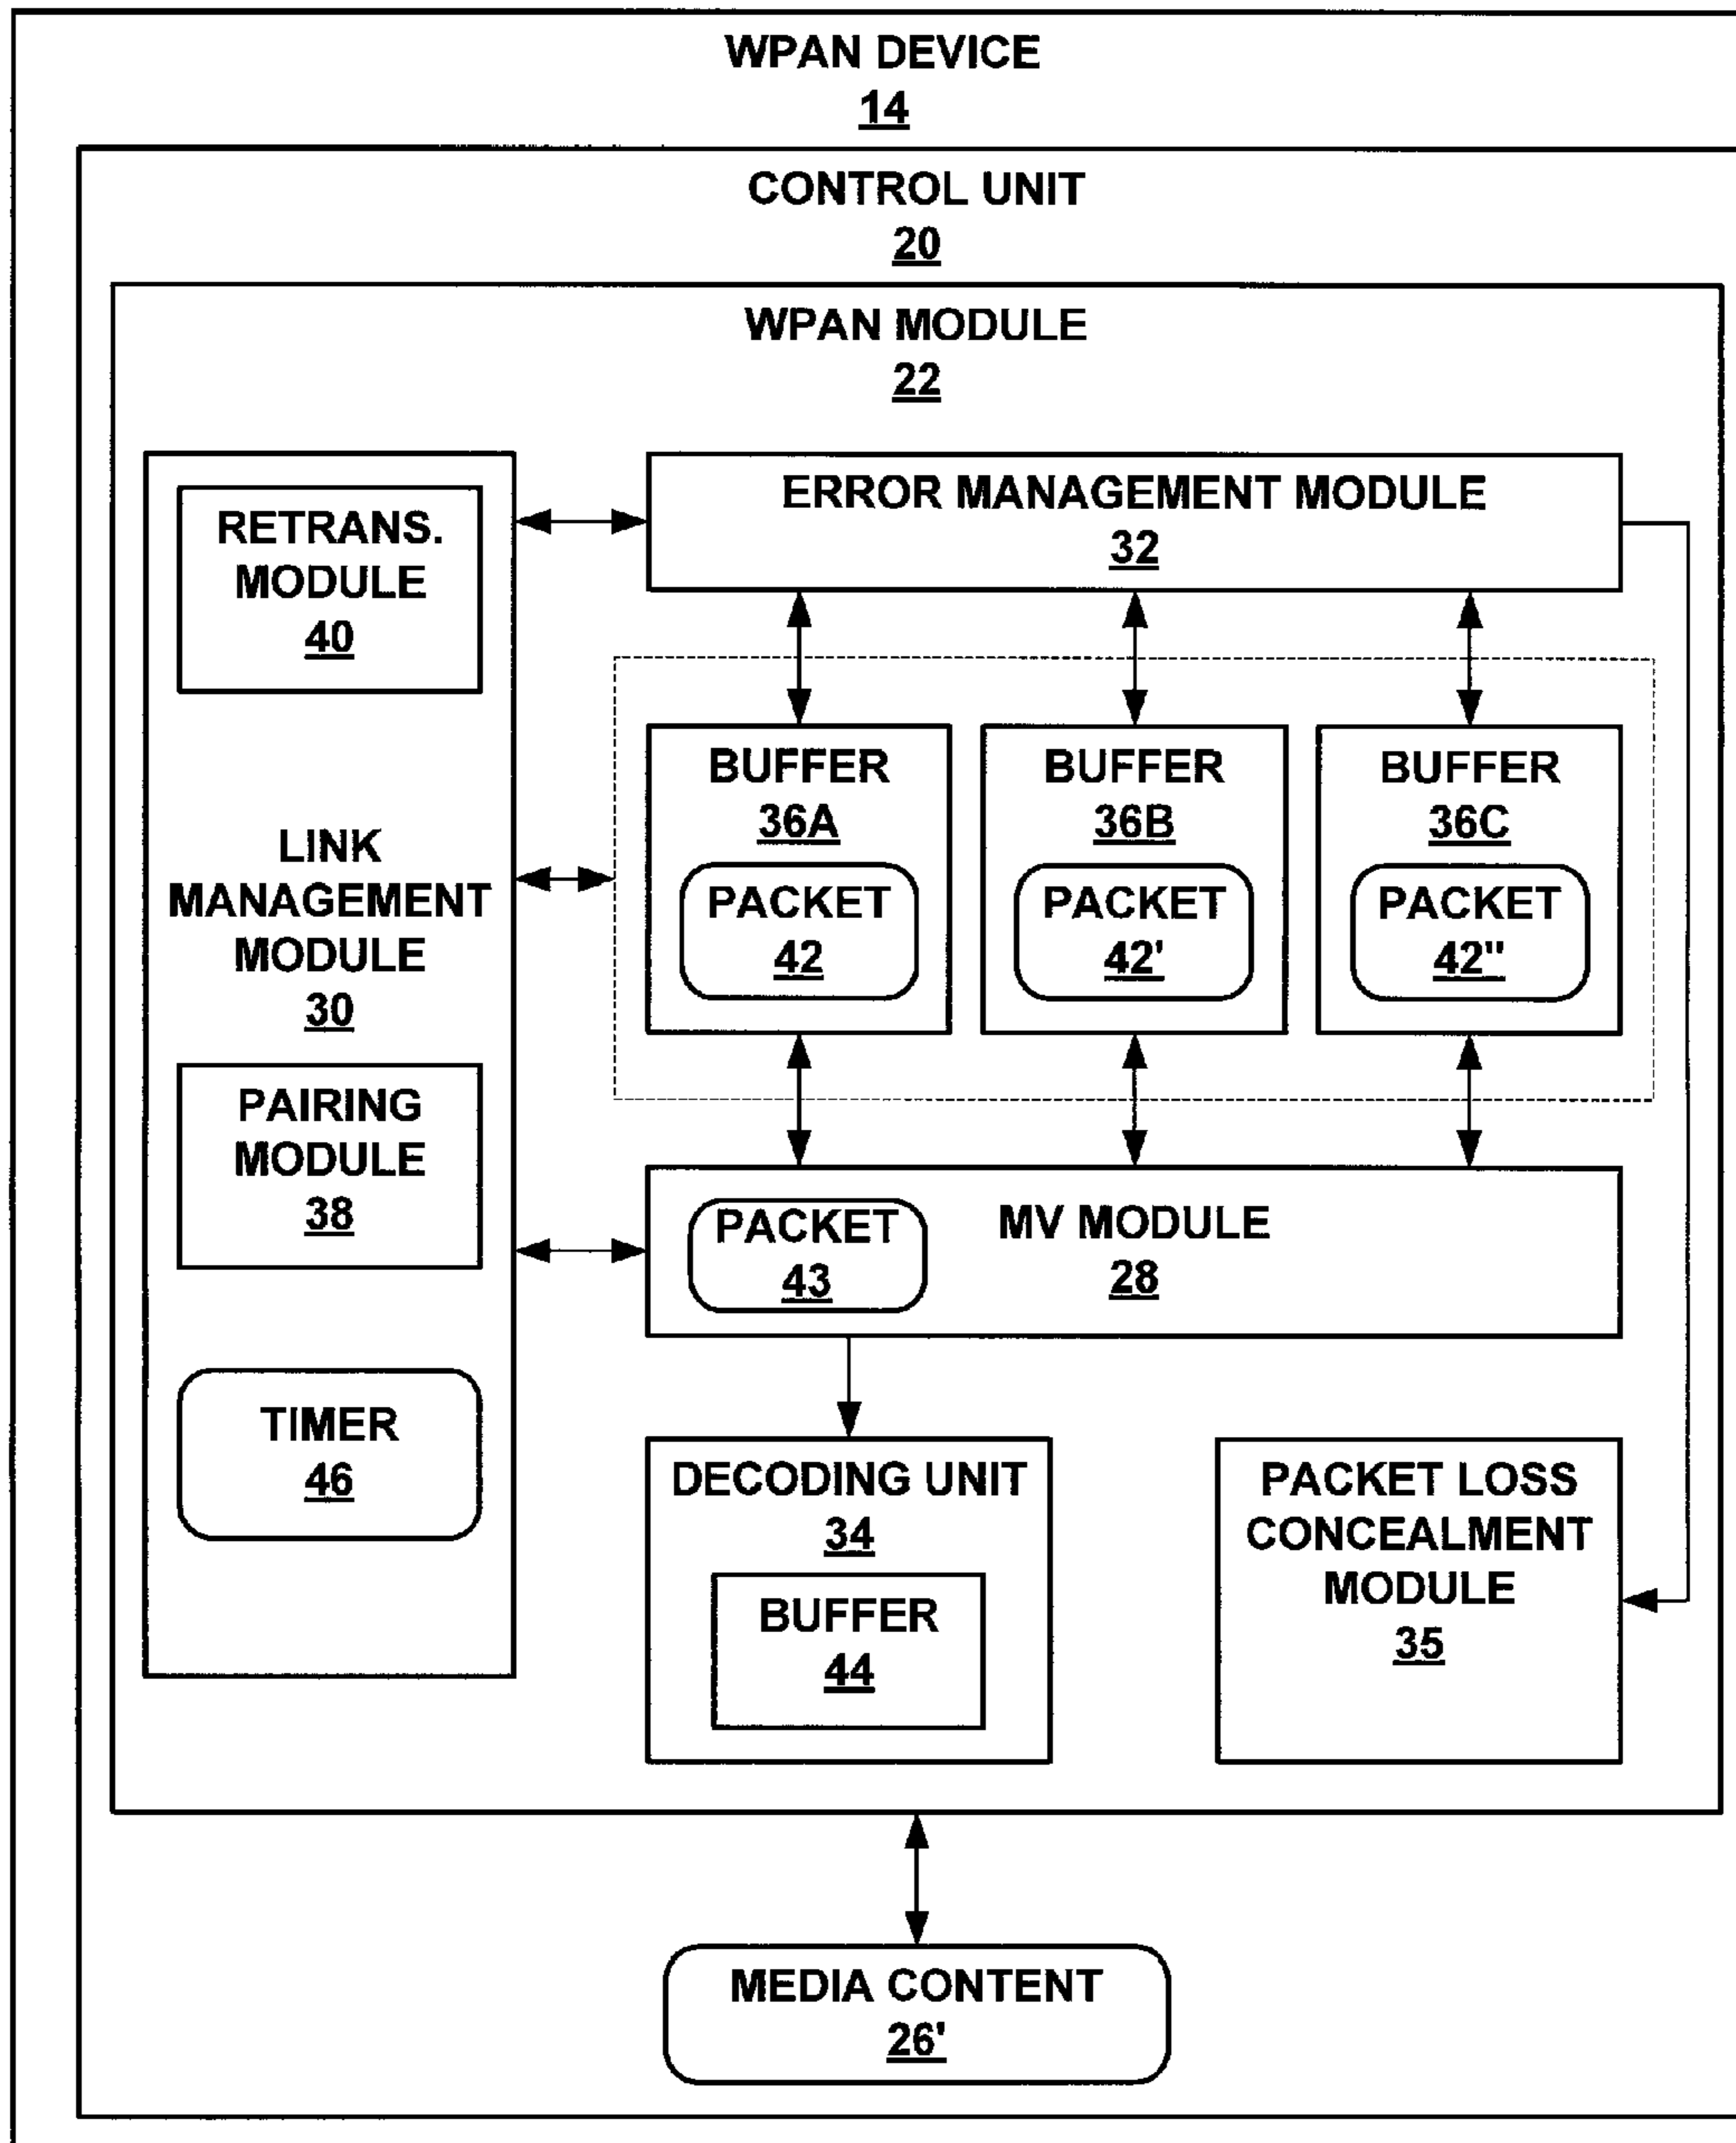 WPAN DEVICE
14
CONTROL UNIT
20
WPAN MODULE
22
RETRANS.
MODULE
40
LINK
MANAGEMENT
MODULE
30
PAIRING
MODULE
38
TIMER
46
ERROR MANAGEMENT MODULE
32
BUFFER
36A
PACKET
42
BUFFER
36B
PACKET
42'
BUFFER
36C
PACKET
42"
PACKET
43
MV MODULE
28
DECODING UNIT
34
BUFFER
44
PACKET LOSS
CONCEALMENT
MODULE
35
MEDIA CONTENT
26'